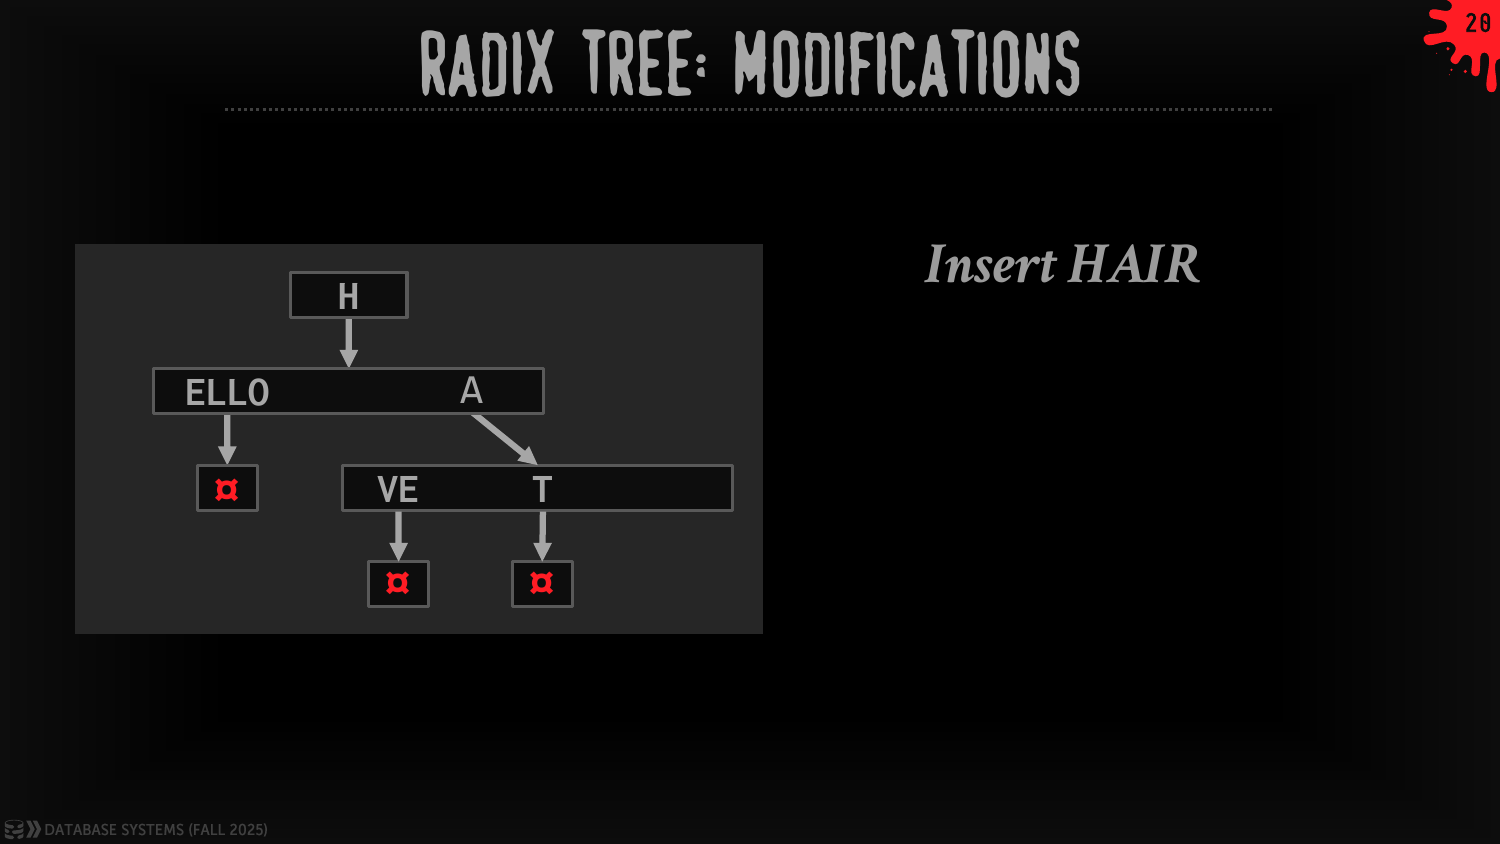 RADIX TREE: MODIFICATIONS
20
Insert HAIR
H
ELLO A
¤
VE T
¤ ¤
DATABASE SYSTEMS (FALL 2025)